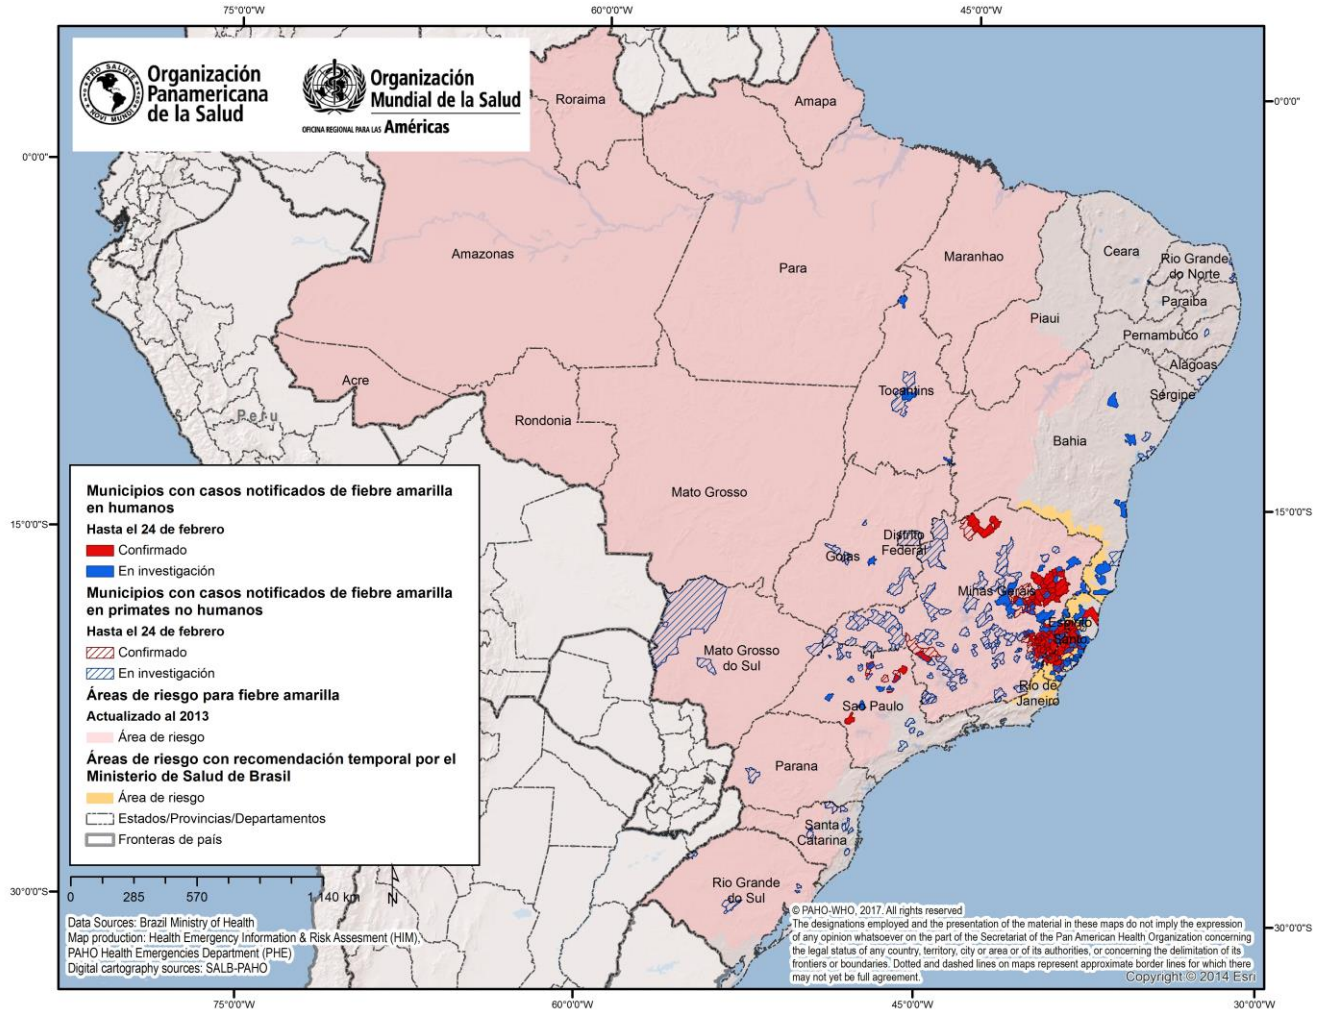 75°0'0"W
60°0'0"W
45°0'0"W
Organización
Panamericana
de la Salud
PRO SALUTE
NOVI MUNDI
Organización
Mundial de la Salud
OFICINA REGIONAL PARA LAS Américas
0°0'0"
0°0'0"
Roraima
Amapa
Amazonas
Para
Maranhao
Ceara
Rio Grande
do Norte
Paraiba
Piaui
Pernambuco
Alagoas
Sergipe
Acre
Tocantins
Peru
Rondonia
Bahia
Mato Grosso
15°0'0"S
15°0'0"S
Distrito
Federal
Goias
Minas Gerais
Espirito
Santo
Mato Grosso
do Sul
Rio de
Janeiro
Sao Paulo
Parana
Santa
Catarina
Rio Grande
do Sul
Municipios con casos notificados de fiebre amarilla
en humanos
Hasta el 24 de febrero
Confirmado
En investigación
Municipios con casos notificados de fiebre amarilla
en primates no humanos
Hasta el 24 de febrero
Confirmado
En investigación
Áreas de riesgo para fiebre amarilla
Actualizado al 2013
Área de riesgo
Áreas de riesgo con recomendación temporal por el
Ministerio de Salud de Brasil
Área de riesgo
Estados/Provincias/Departamentos
Fronteras de país
30°0'0"S
30°0'0"S
0 285 570 1,140 km
N
Data Sources: Brazil Ministry of Health
Map production: Health Emergency Information & Risk Assesment (HIM),
PAHO Health Emergencies Department (PHE)
Digital cartography sources: SALB-PAHO
© PAHO-WHO, 2017. All rights reserved
The designations employed and the presentation of the material in these maps do not imply the expression
of any opinion whatsoever on the part of the Secretariat of the Pan American Health Organization concerning
the legal status of any country, territory, city or area or of its authorities, or concerning the delimitation of its
frontiers or boundaries. Dotted and dashed lines on maps represent approximate border lines for which there
may not yet be full agreement.
Copyright © 2014 Esri
75°0'0"W
60°0'0"W
45°0'0"W
30°0'0"W